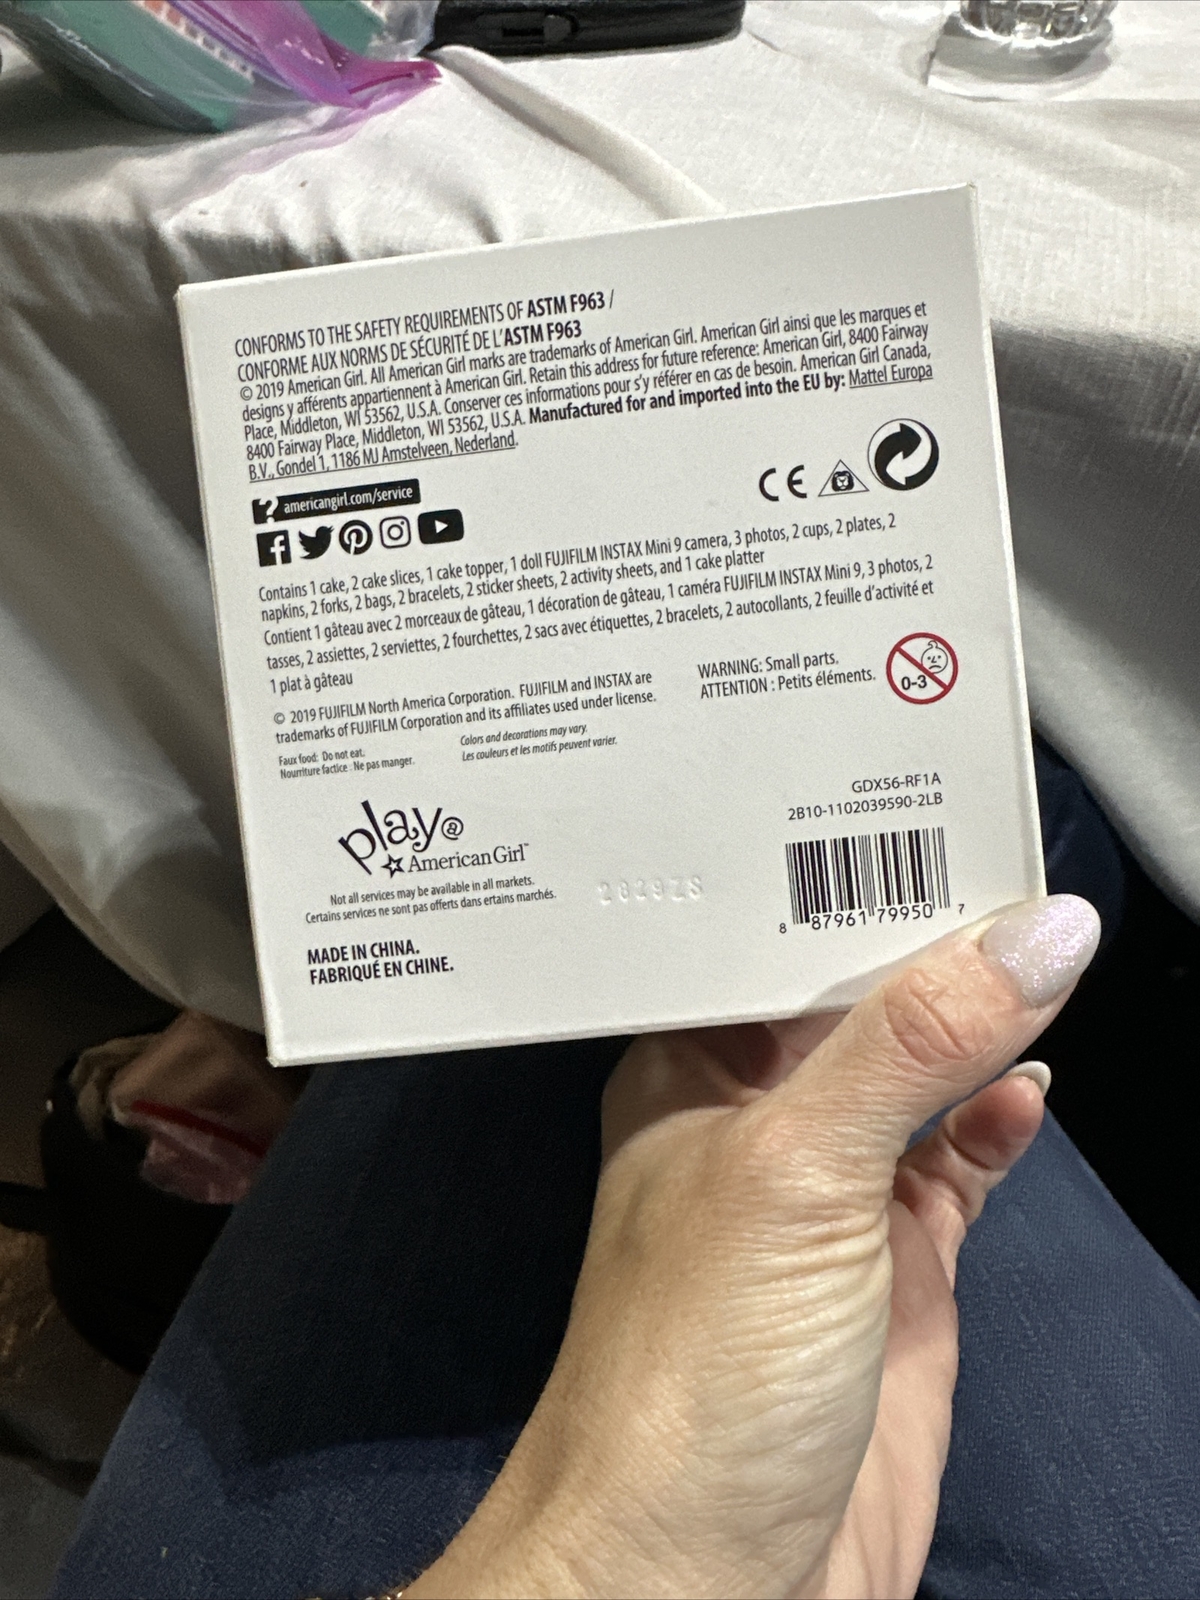 CONFORMS TO THE SAFETY REQUIREMENTS OF ASTM F963 /
CONFORME AUX NORMS DE SÉCURITÉ DE L'ASTM F963
© 2019 American Girl. All American Girl marks are trademarks of American Girl. American Girl ainsi que les marques et
designs y afférents appartiennent à American Girl. Retain this address for future reference: American Girl, 8400 Fairway
Place, Middleton, WI 53562, U.S.A. Conserver ces informations pour s'y référer en cas de besoin. American Girl Canada,
8400 Fairway Place, Middleton, WI 53562, U.S.A. Manufactured for and imported into the EU by: Mattel Europa
B.V., Gondel 1, 1186 MJ Amstelveen, Nederland.
? americangirl.com/service
CE
Contains 1 cake, 2 cake slices, 1 cake topper, 1 doll FUJIFILM INSTAX Mini 9 camera, 3 photos, 2 cups, 2 plates, 2
napkins, 2 forks, 2 bags, 2 bracelets, 2 sticker sheets, 2 activity sheets, and 1 cake platter
Contient 1 gâteau avec 2 morceaux de gâteau, 1 décoration de gâteau, 1 caméra FUJIFILM INSTAX Mini 9, 3 photos, 2
tasses, 2 assiettes, 2 serviettes, 2 fourchettes, 2 sacs avec étiquettes, 2 bracelets, 2 autocollants, 2 feuille d'activité et
1 plat à gâteau
© 2019 FUJIFILM North America Corporation. FUJIFILM and INSTAX are
trademarks of FUJIFILM Corporation and its affiliates used under license.
WARNING: Small parts.
ATTENTION : Petits éléments.
0-3
Faux food: Do not eat.
Nourriture factice : Ne pas manger.
Colors and decorations may vary.
Les couleurs et les motifs peuvent varier.
GDX56-RF1A
2B10-1102039590-2LB
play@
American Girl™
Not all services may be available in all markets.
Certains services ne sont pas offerts dans ertains marchés.
8 87961 79950 7
MADE IN CHINA.
FABRIQUÉ EN CHINE.